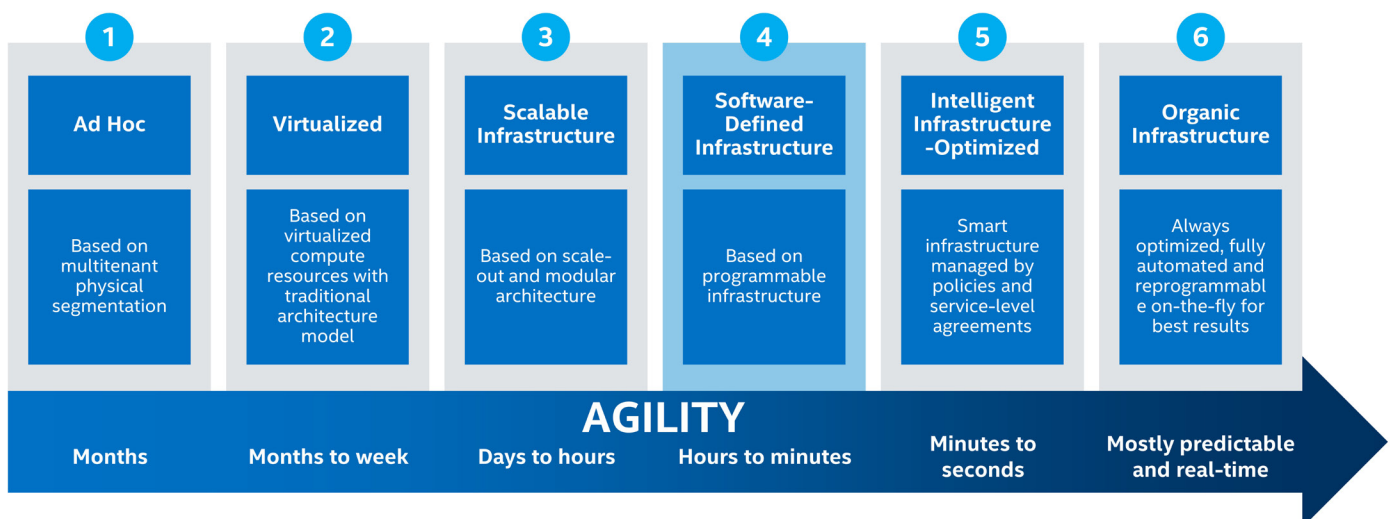 1
Ad Hoc
Based on
multitenant
physical
segmentation
2
Virtualized
Based on
virtualized
compute
resources with
traditional
architecture
model
3
Scalable
Infrastructure
Based on scale-
out and modular
architecture
4
Software-
Defined
Infrastructure
Based on
programmable
infrastructure
5
Intelligent
Infrastructure
-Optimized
Smart
infrastructure
managed by
policies and
service-level
agreements
6
Organic
Infrastructure
Always
optimized, fully
automated and
reprogrammabl
e on-the-fly for
best results
AGILITY
Months
Months to week
Days to hours
Hours to minutes
Minutes to
seconds
Mostly predictable
and real-time